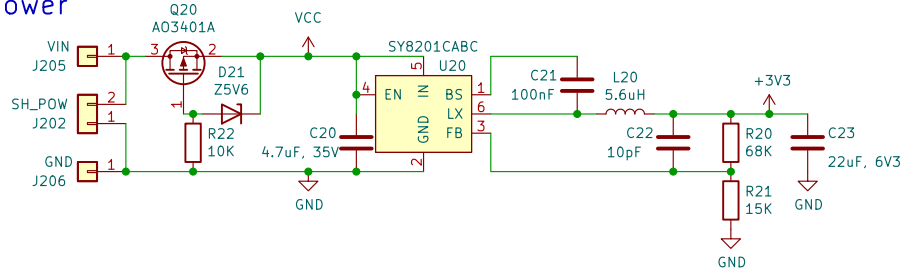 ower
Q20
AO3401A
VCC
SY8201CABC
U20
VIN
1
J205
3
2
D21
Z5V6
1
5
IN
4
EN
BS
1
LX
6
FB
3
GND
2
C21
100nF
L20
5.6uH
+3V3
SH_POW
2
J202
1
R22
10K
C20
4.7uF, 35V
C22
10pF
R20
68K
C23
22uF, 6V3
GND
1
J206
GND
R21
15K
GND
GND